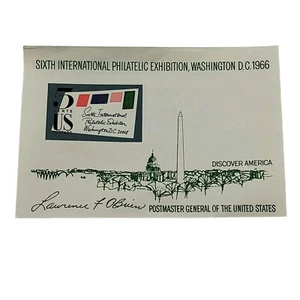 SIXTH INTERNATIONAL PHILATELIC EXHIBITION, WASHINGTON D.C. 1966
5
CENTS
US
Sixth International
Philatelic Exhibition
Washington D.C. 20001
DISCOVER AMERICA
Lawrence F. O'Brien
POSTMASTER GENERAL OF THE UNITED STATES